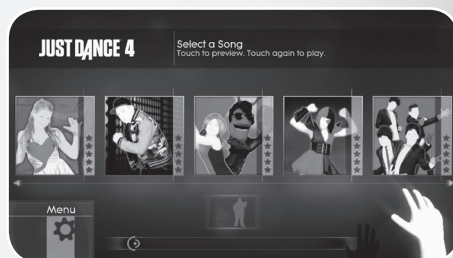 JUST DANCE 4
Select a Song
Touch to preview. Touch again to play.
Menu